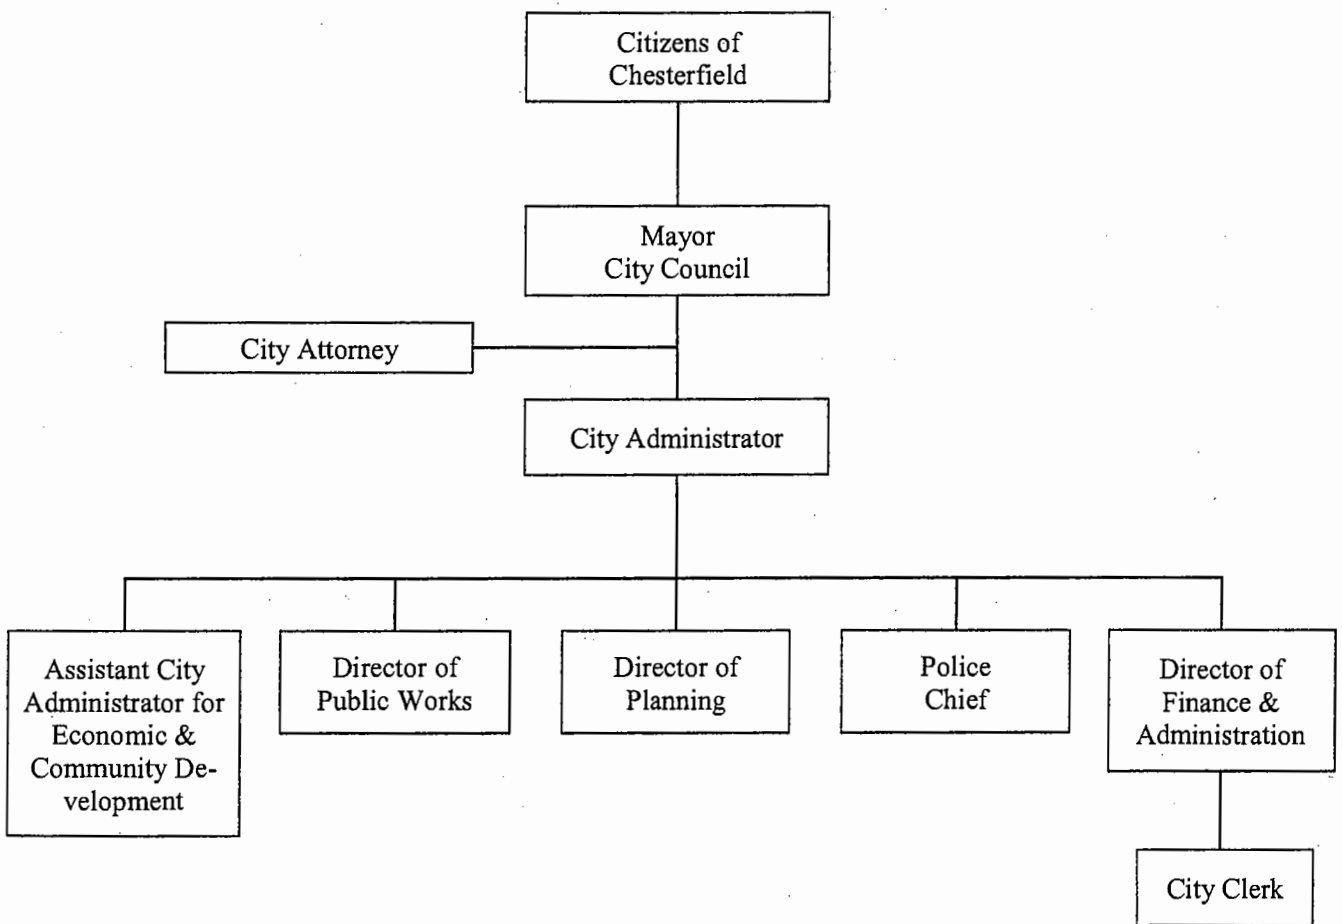 Citizens of
Chesterfield
Mayor
City Council
City Attorney
City Administrator
Assistant City
Administrator for
Economic &
Community De-
velopment
Director of
Public Works
Director of
Planning
Police
Chief
Director of
Finance &
Administration
City Clerk